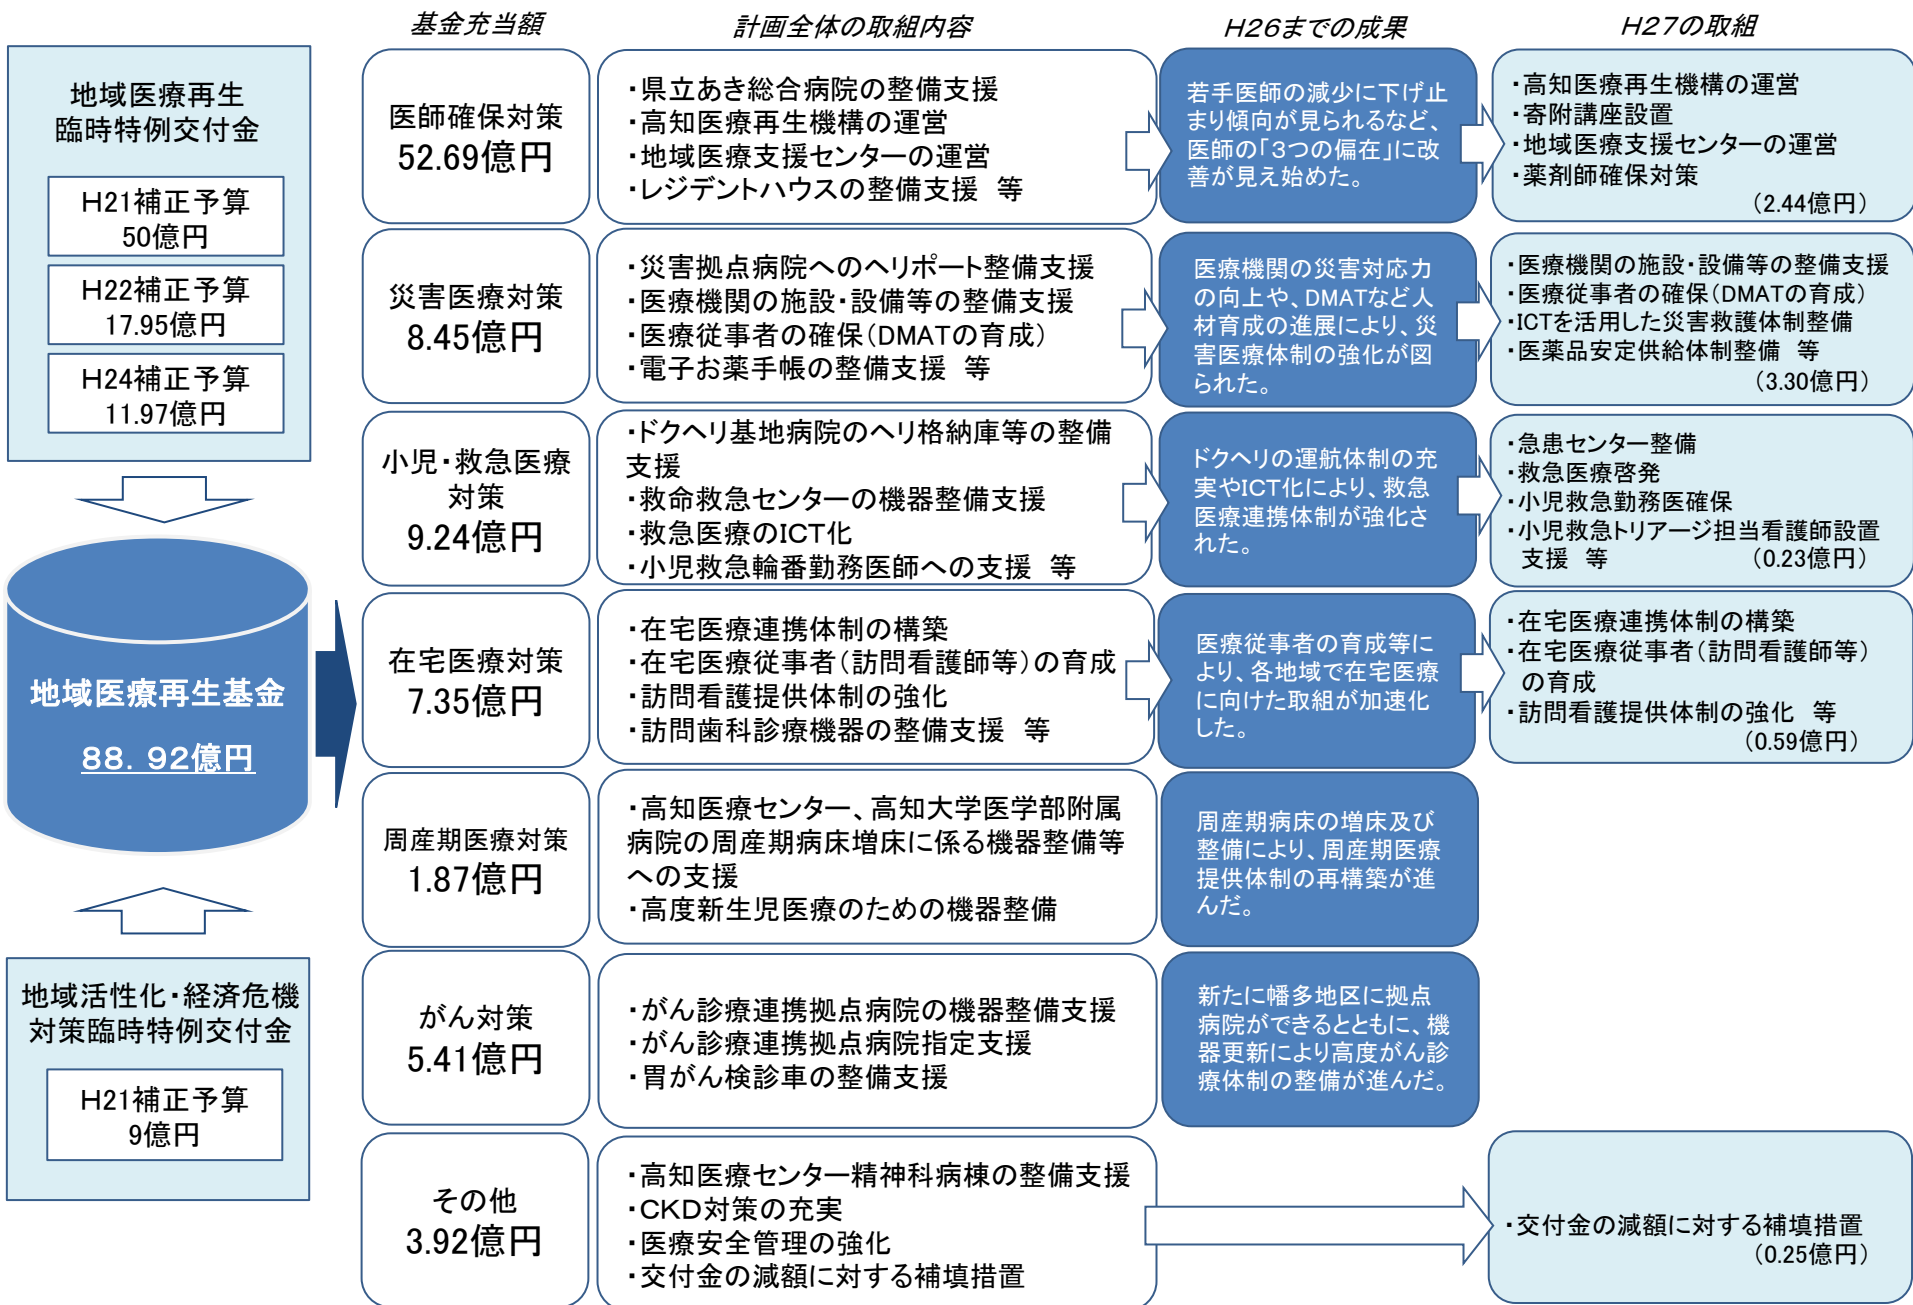 基金充当額
計画全体の取組内容
H26までの成果
H27の取組
地域医療再生
臨時特例交付金
H21補正予算
50億円
H22補正予算
17.95億円
H24補正予算
11.97億円
地域医療再生基金
88．92億円
地域活性化・経済危機
対策臨時特例交付金
H21補正予算
9億円
医師確保対策
52.69億円
・県立あき総合病院の整備支援
・高知医療再生機構の運営
・地域医療支援センターの運営
・レジデントハウスの整備支援　等
若手医師の減少に下げ止
まり傾向が見られるなど、
医師の「3つの偏在」に改
善が見え始めた。
・高知医療再生機構の運営
・寄附講座設置
・地域医療支援センターの運営
・薬剤師確保対策
（2.44億円）
災害医療対策
8.45億円
・災害拠点病院へのヘリポート整備支援
・医療機関の施設・設備等の整備支援
・医療従事者の確保（DMATの育成）
・電子お薬手帳の整備支援　等
医療機関の災害対応力
の向上や、DMATなど人
材育成の進展により、災
害医療体制の強化が図
られた。
・医療機関の施設・設備等の整備支援
・医療従事者の確保（DMATの育成）
・ICTを活用した災害救護体制整備
・医薬品安定供給体制整備　等
（3.30億円）
小児・救急医療
対策
9.24億円
・ドクヘリ基地病院のヘリ格納庫等の整備
支援
・救命救急センターの機器整備支援
・救急医療のICT化
・小児救急輪番勤務医師への支援　等
ドクヘリの運航体制の充
実やICT化により、救急
医療連携体制が強化さ
れた。
・急患センター整備
・救急医療啓発
・小児救急勤務医確保
・小児救急トリアージ担当看護師設置
支援　等　（0.23億円）
在宅医療対策
7.35億円
・在宅医療連携体制の構築
・在宅医療従事者（訪問看護師等）の育成
・訪問看護提供体制の強化
・訪問歯科診療機器の整備支援　等
医療従事者の育成等に
より、各地域で在宅医療
に向けた取組が加速化
した。
・在宅医療連携体制の構築
・在宅医療従事者（訪問看護師等）
の育成
・訪問看護提供体制の強化　等
（0.59億円）
周産期医療対策
1.87億円
・高知医療センター、高知大学医学部附属
病院の周産期病床増床に係る機器整備等
への支援
・高度新生児医療のための機器整備
周産期病床の増床及び
整備により、周産期医療
提供体制の再構築が進
んだ。
がん対策
5.41億円
・がん診療連携拠点病院の機器整備支援
・がん診療連携拠点病院指定支援
・胃がん検診車の整備支援
新たに幡多地区に拠点
病院ができるとともに、機
器更新により高度がん診
療体制の整備が進んだ。
その他
3.92億円
・高知医療センター精神科病棟の整備支援
・CKD対策の充実
・医療安全管理の強化
・交付金の減額に対する補填措置
・交付金の減額に対する補填措置
（0.25億円）